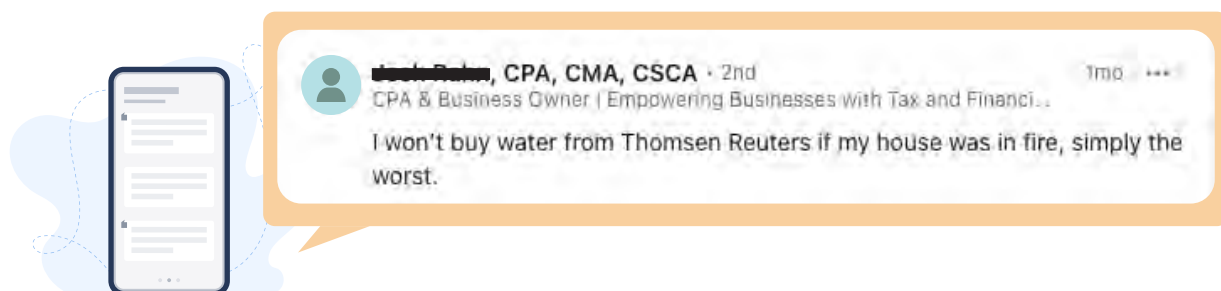 , CPA, CMA, CSCA · 2nd
1mo ···
CPA & Business Owner | Empowering Businesses with Tax and Financi...
I won't buy water from Thomsen Reuters if my house was in fire, simply the
worst.